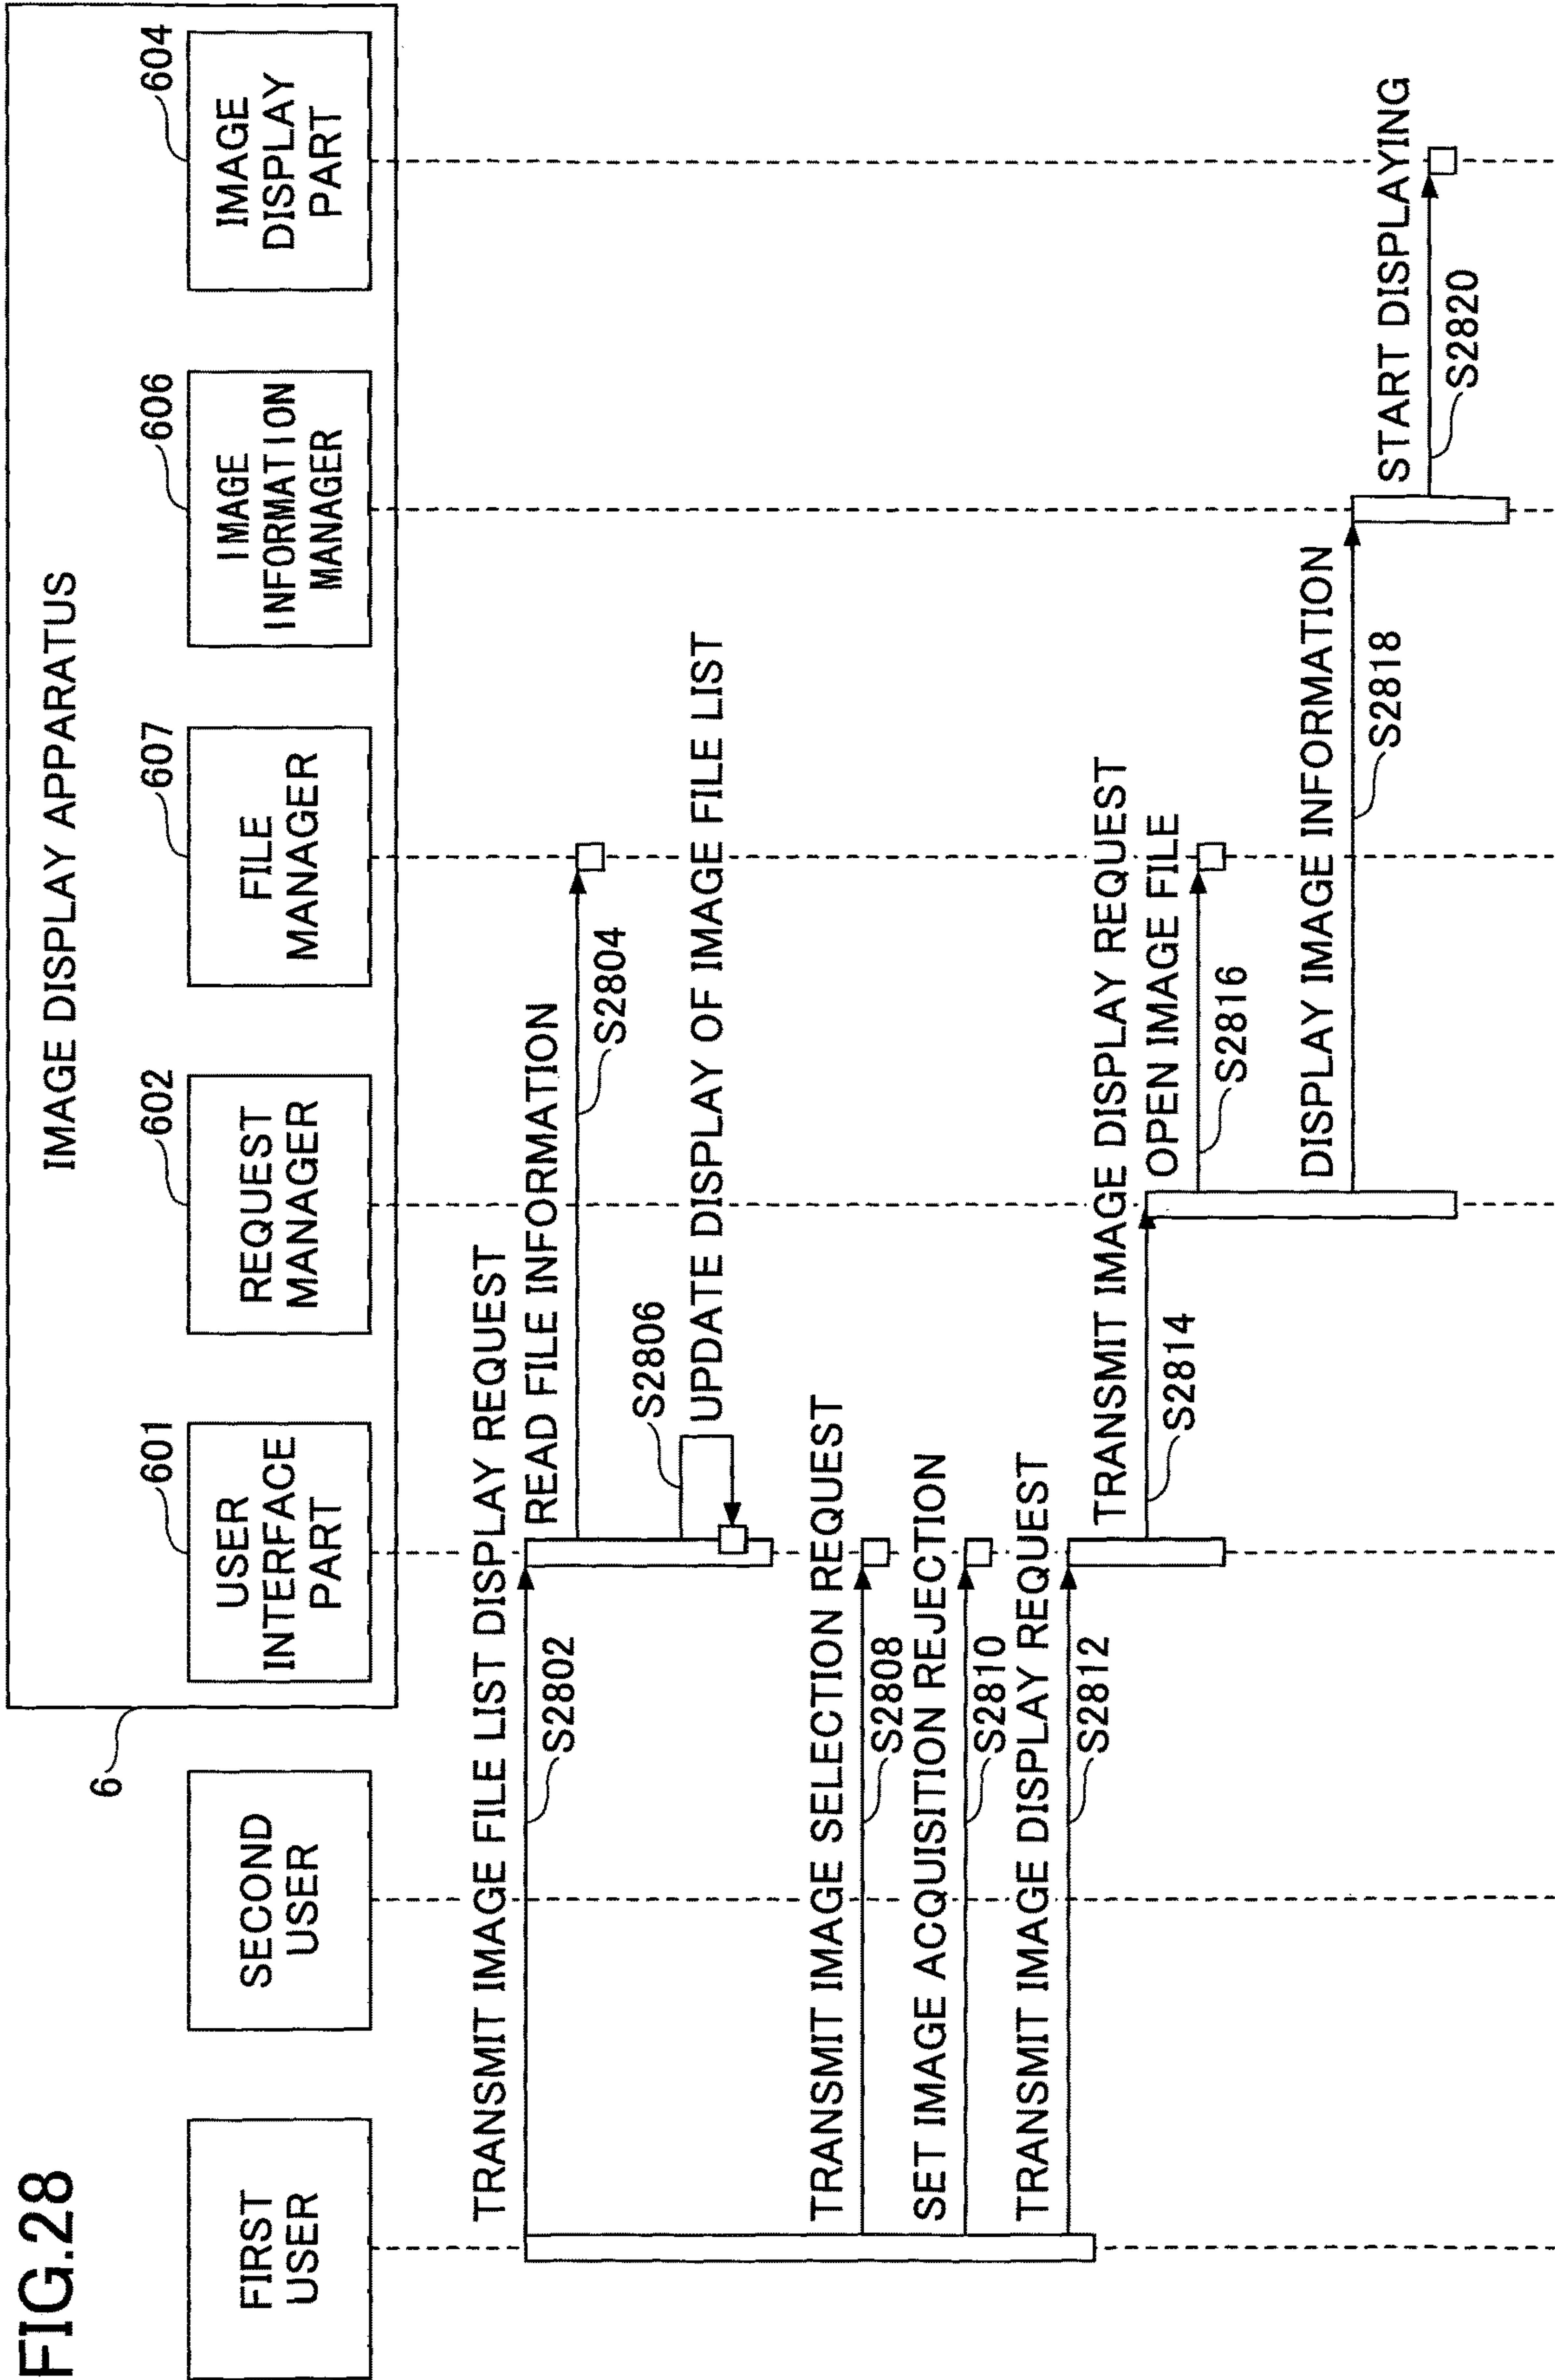 FIG.28
IMAGE DISPLAY APPARATUS
6
FIRST
USER
SECOND
USER
601
USER
INTERFACE
PART
602
REQUEST
MANAGER
607
FILE
MANAGER
606
IMAGE
INFORMATION
MANAGER
604
IMAGE
DISPLAY
PART
TRANSMIT IMAGE FILE LIST DISPLAY REQUEST
S2802
READ FILE INFORMATION
S2804
S2806
UPDATE DISPLAY OF IMAGE FILE LIST
TRANSMIT IMAGE SELECTION REQUEST
S2808
SET IMAGE ACQUISITION REJECTION
S2810
TRANSMIT IMAGE DISPLAY REQUEST
S2812
TRANSMIT IMAGE DISPLAY REQUEST
S2814
OPEN IMAGE FILE
S2816
DISPLAY IMAGE INFORMATION
S2818
START DISPLAYING
S2820